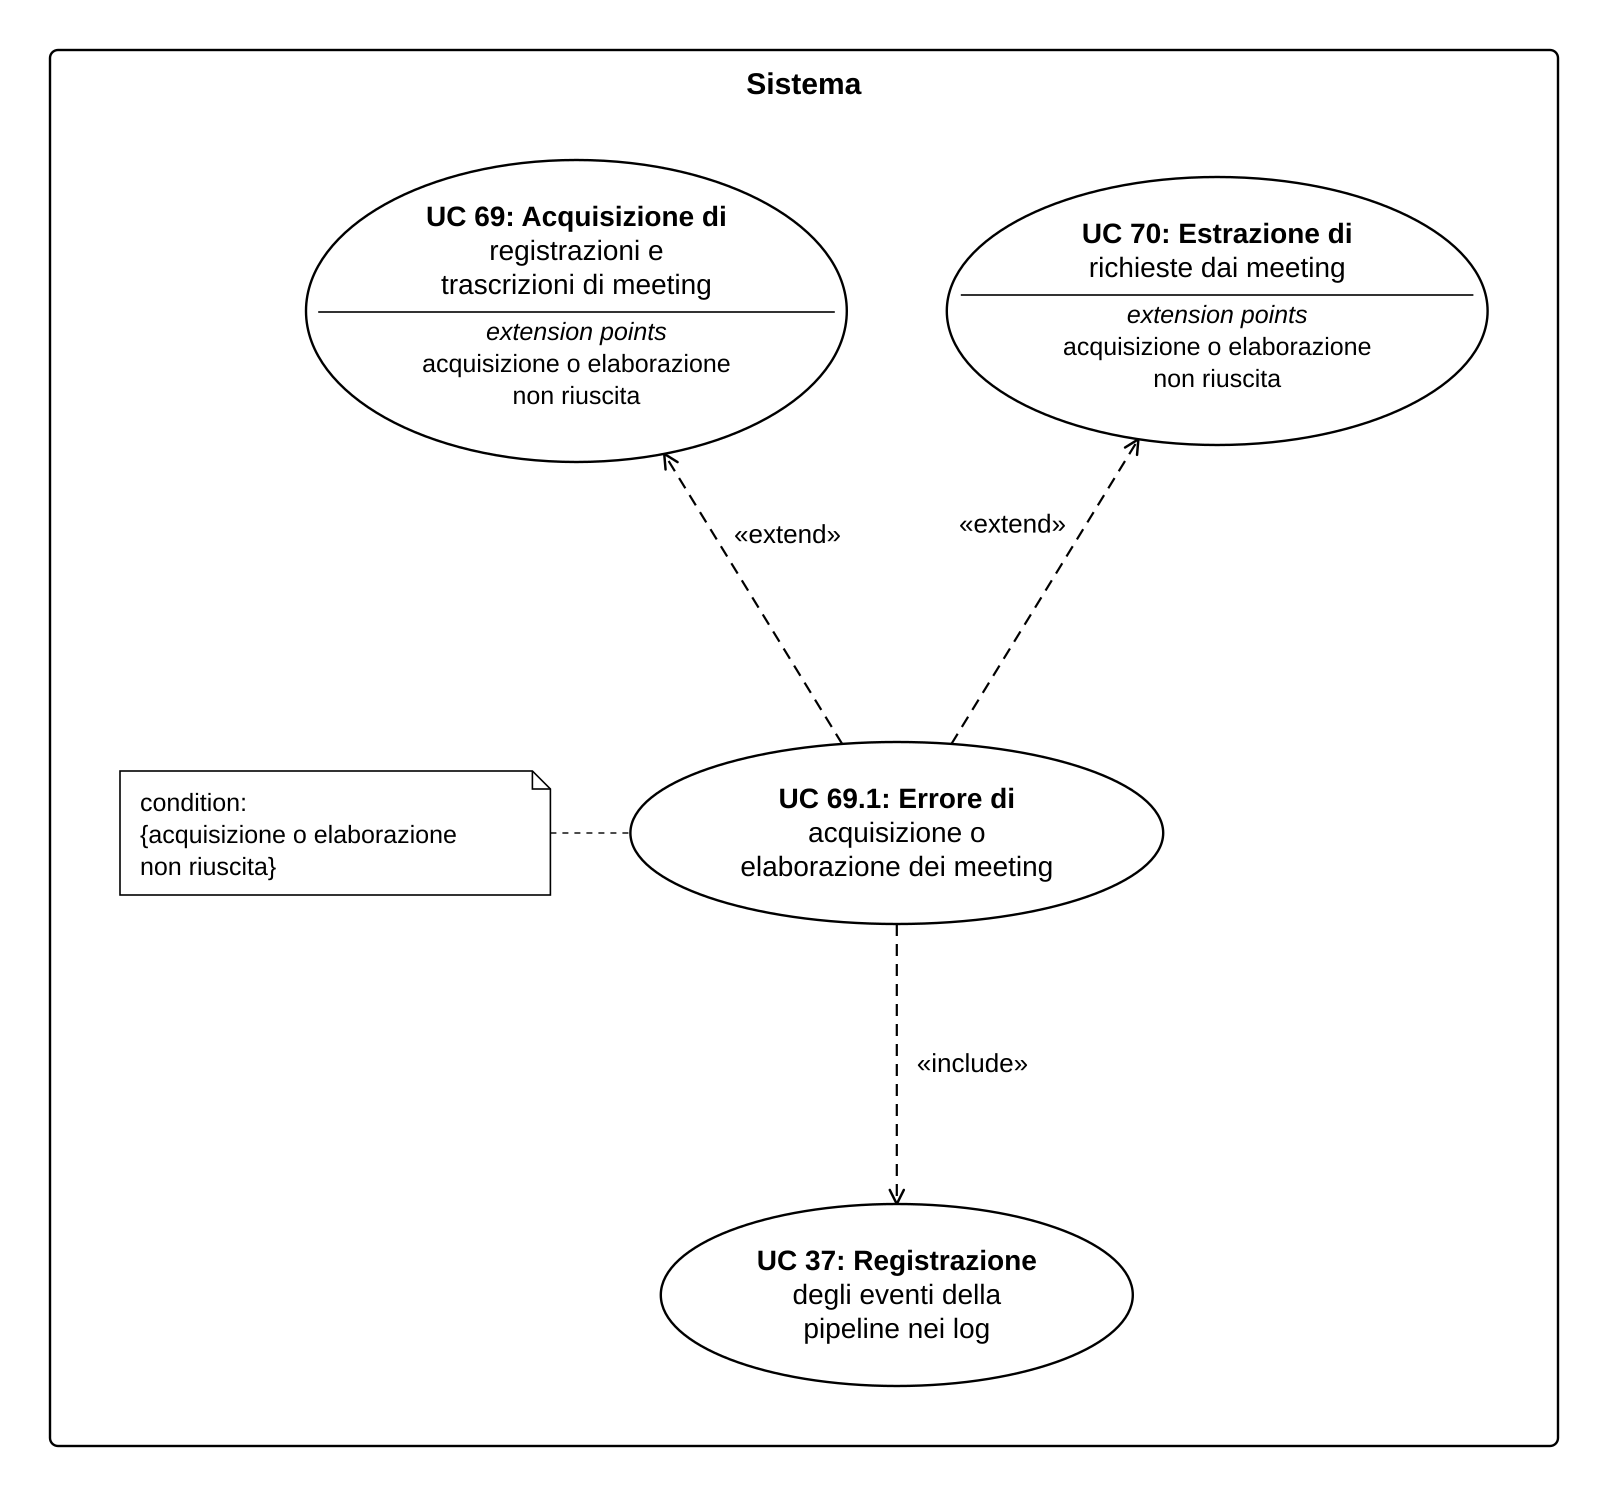 Sistema
UC 69: Acquisizione di
registrazioni e
trascrizioni di meeting
extension points
acquisizione o elaborazione
non riuscita
UC 70: Estrazione di
richieste dai meeting
extension points
acquisizione o elaborazione
non riuscita
«extend»
«extend»
condition:
{acquisizione o elaborazione
non riuscita}
UC 69.1: Errore di
acquisizione o
elaborazione dei meeting
«include»
UC 37: Registrazione
degli eventi della
pipeline nei log